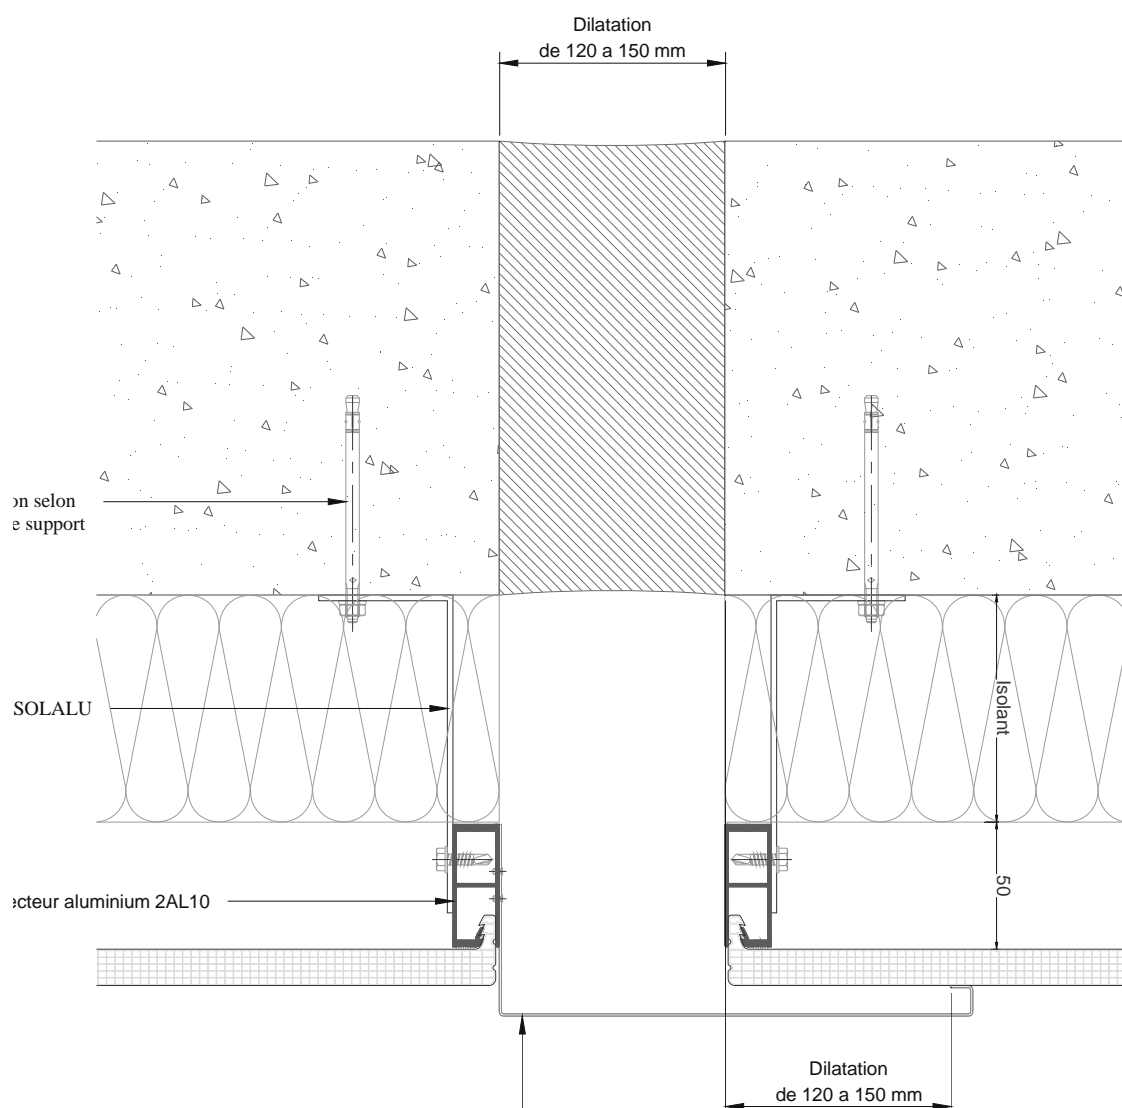 Dilatation
de 120 a 150 mm
on selon
e support
SOLALU
Isolant
50
ecteur aluminium 2AL10
Dilatation
de 120 a 150 mm